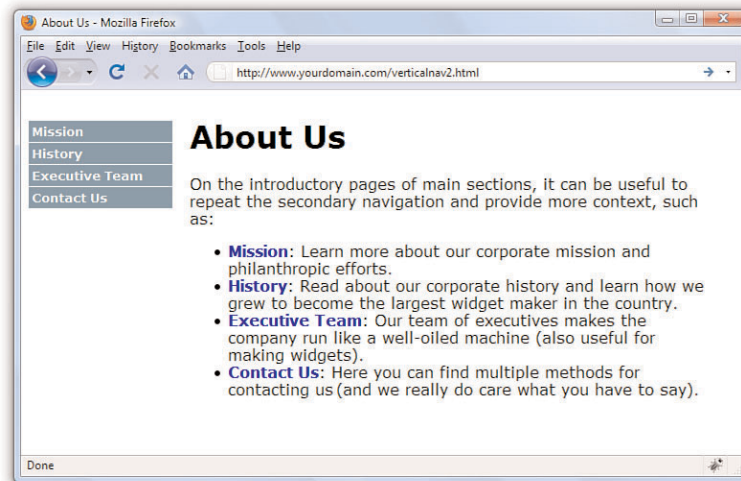 About Us - Mozilla Firefox
File Edit View History Bookmarks Tools Help
http://www.yourdomain.com/verticalnav2.html
Mission
History
Executive Team
Contact Us
About Us
On the introductory pages of main sections, it can be useful to
repeat the secondary navigation and provide more context, such
as:
• Mission: Learn more about our corporate mission and
philanthropic efforts.
• History: Read about our corporate history and learn how we
grew to become the largest widget maker in the country.
• Executive Team: Our team of executives makes the
company run like a well-oiled machine (also useful for
making widgets).
• Contact Us: Here you can find multiple methods for
contacting us (and we really do care what you have to say).
Done